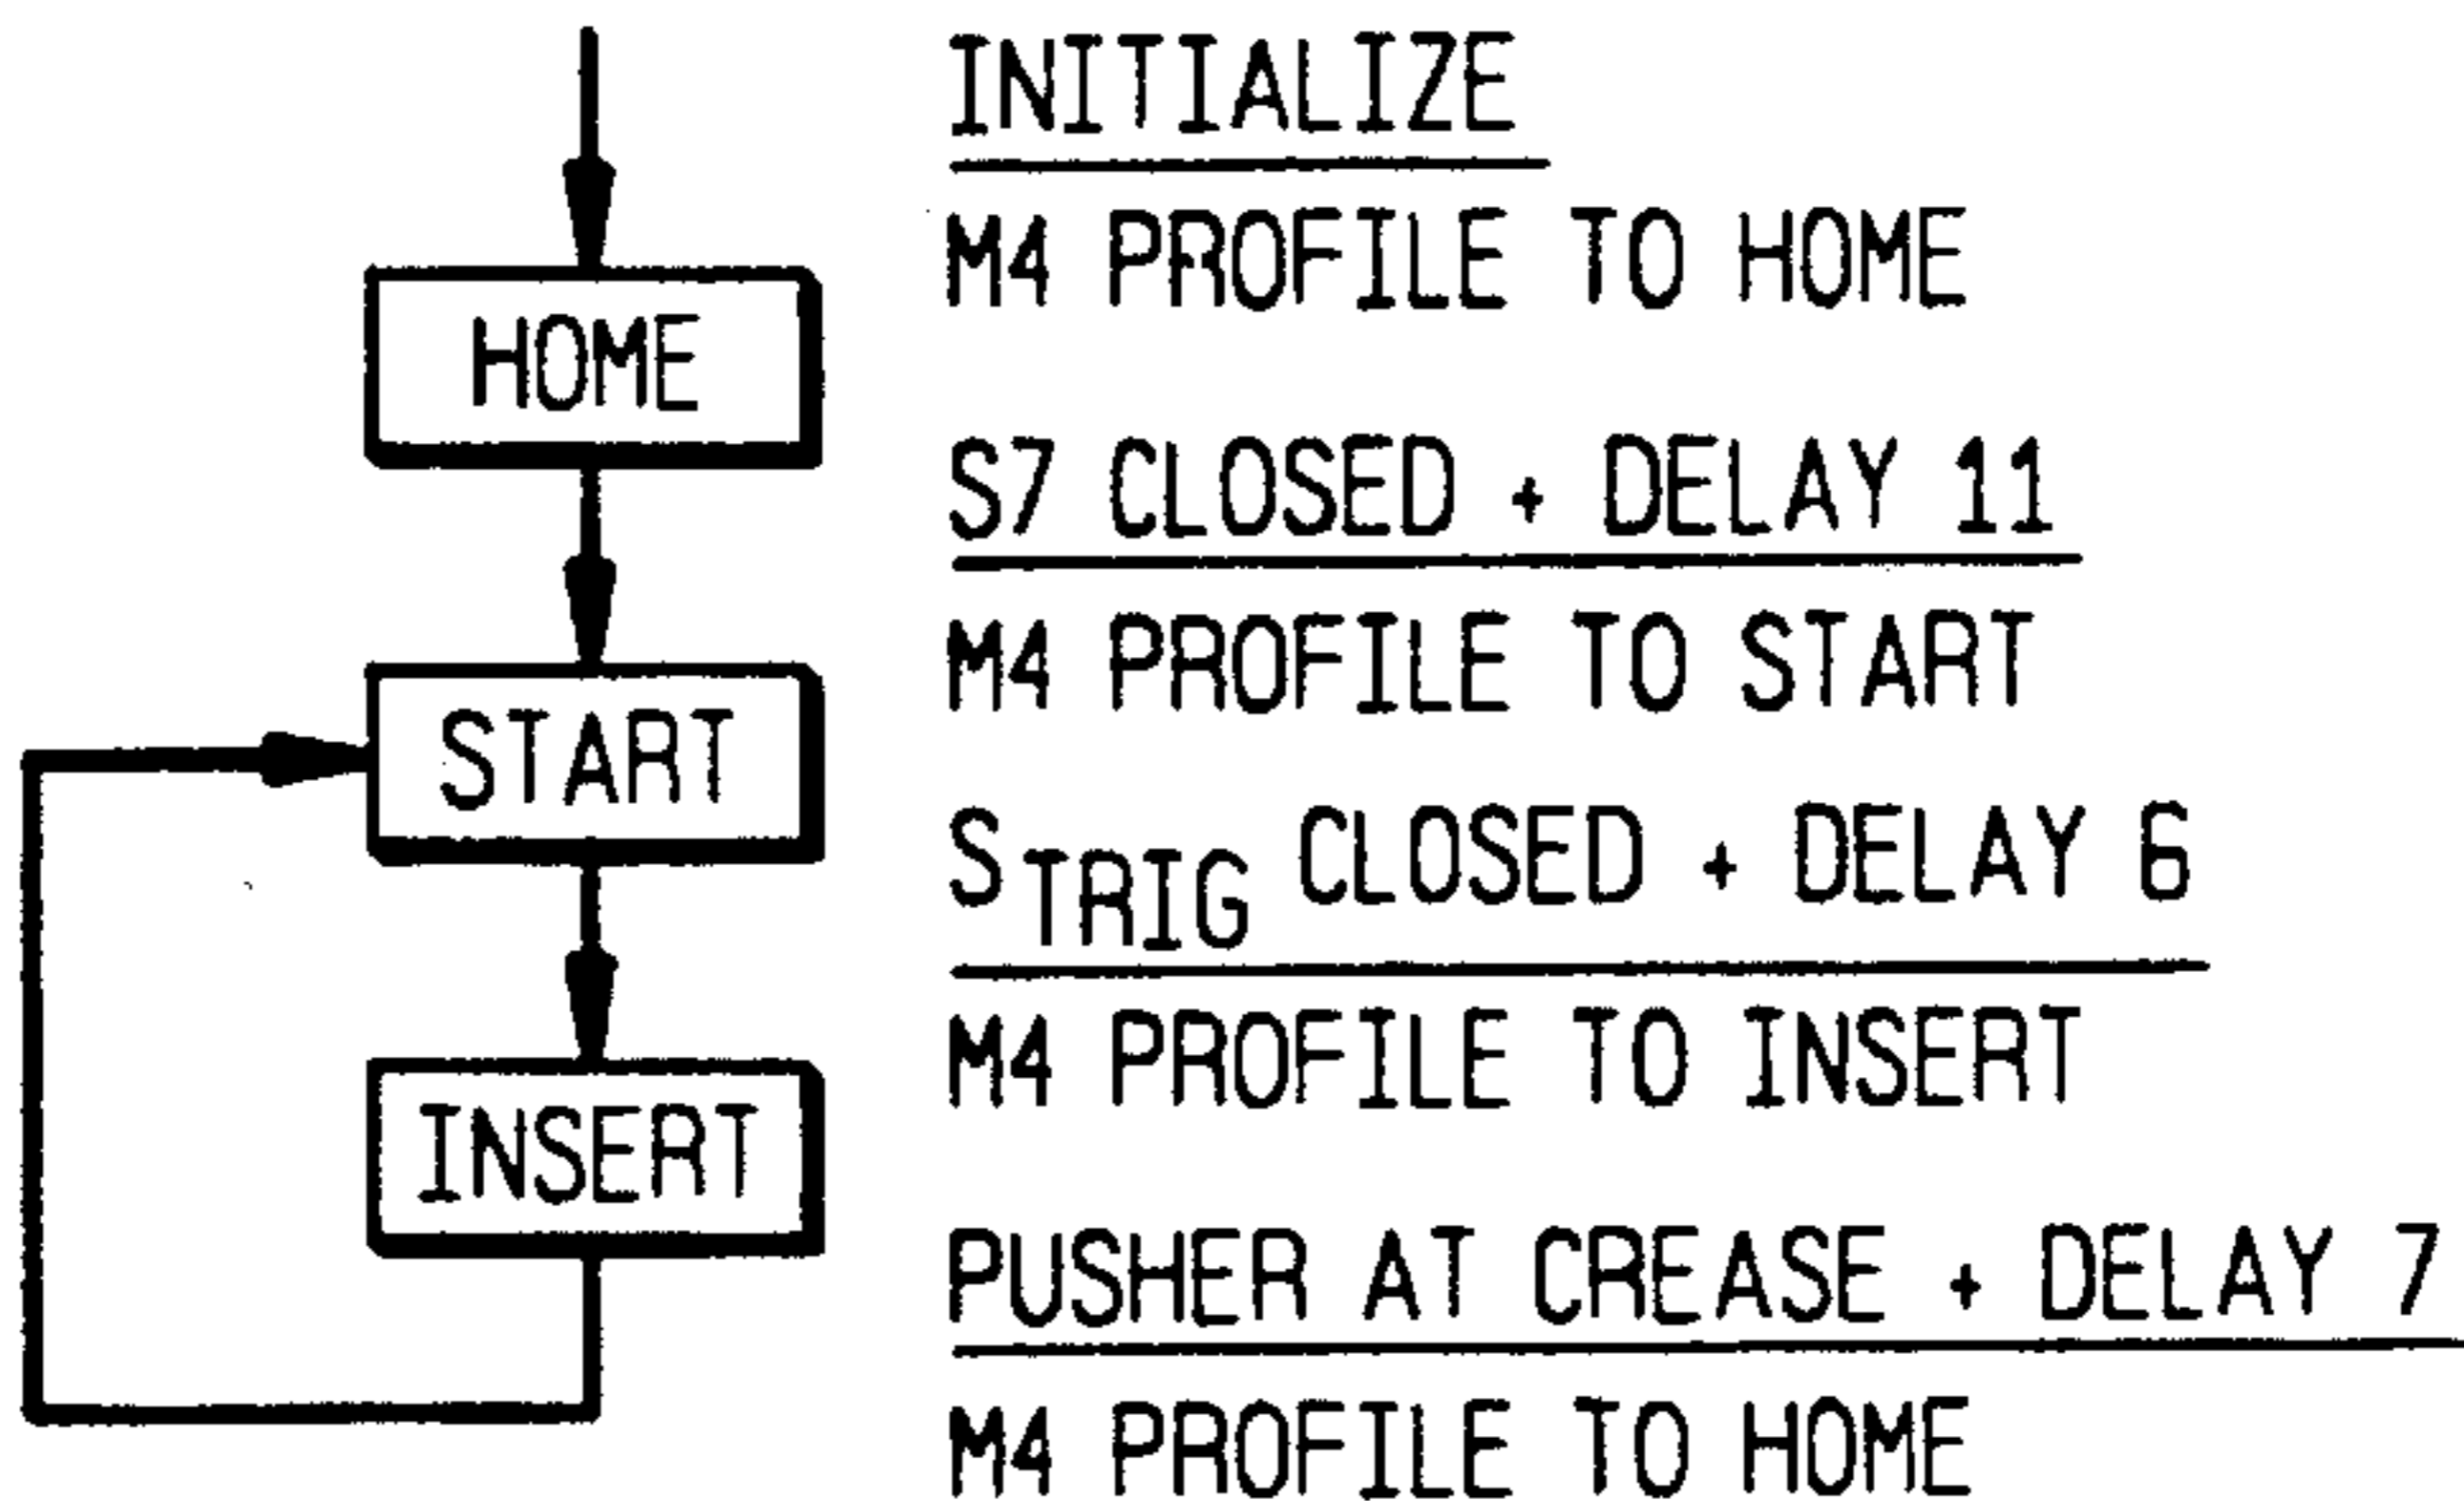 INITIALIZE
M4 PROFILE TO HOME
HOME
S7 CLOSED + DELAY 11
M4 PROFILE TO START
START
STRIG CLOSED + DELAY 6
M4 PROFILE TO INSERT
INSERT
PUSHER AT CREASE + DELAY 7
M4 PROFILE TO HOME